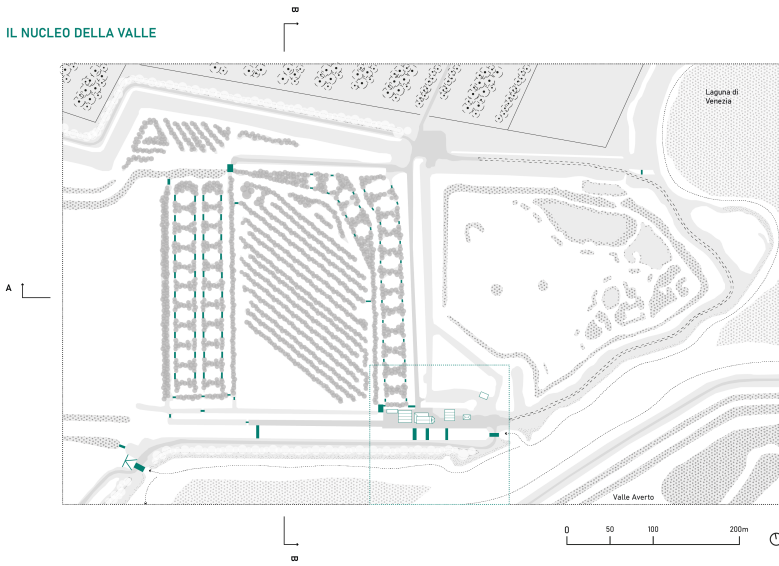 B
IL NUCLEO DELLA VALLE
Laguna di
Venezia
A
Valle Averto
B
0 50 100 200m